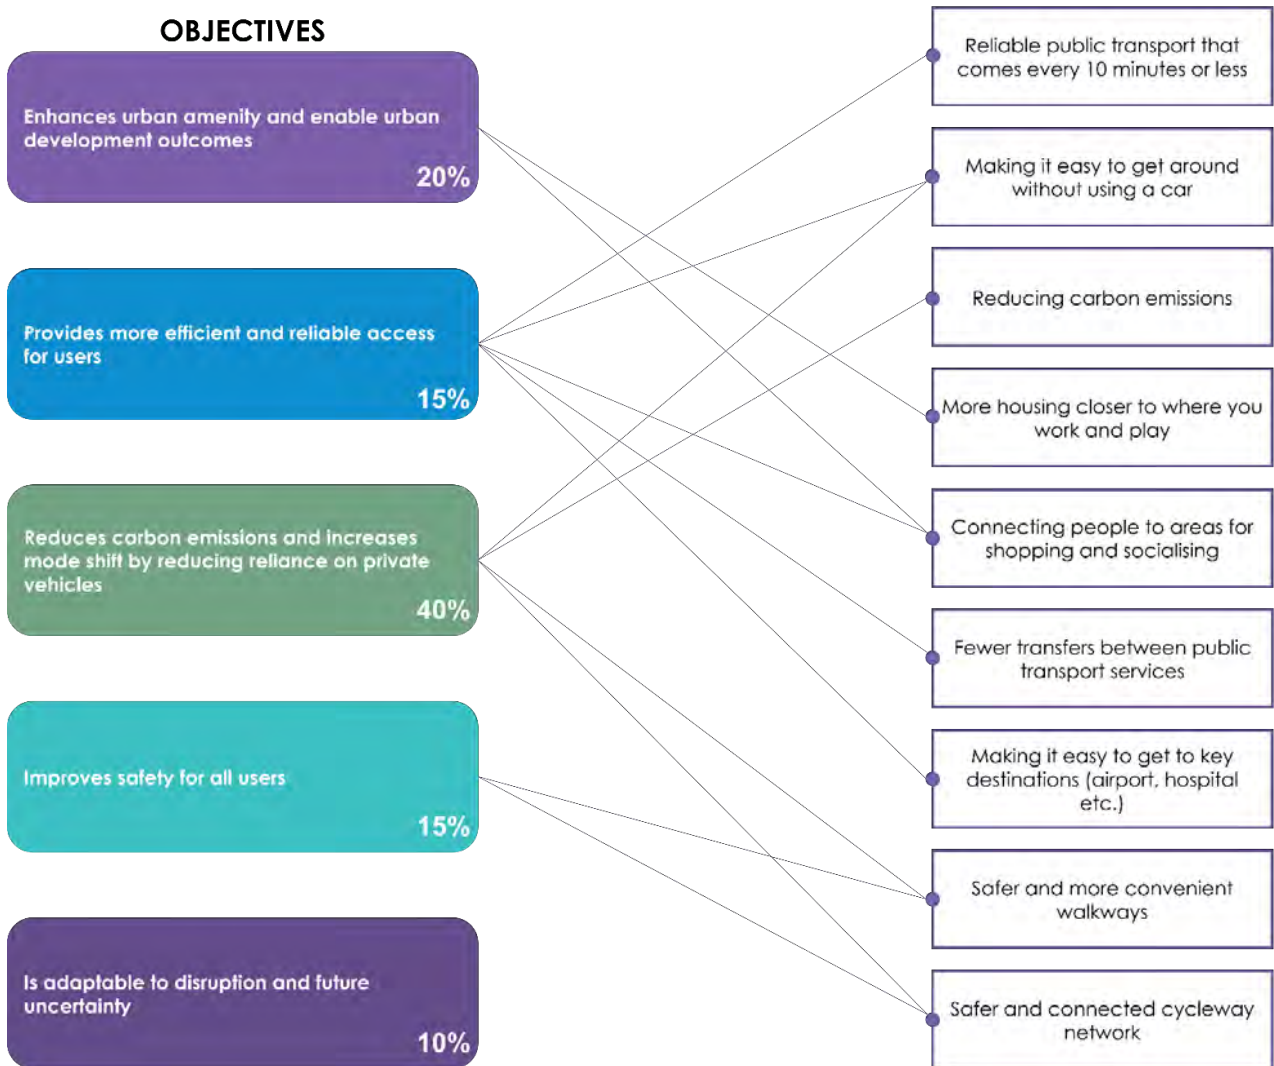 OBJECTIVES
Enhances urban amenity and enable urban
development outcomes
20%
Provides more efficient and reliable access
for users
15%
Reduces carbon emissions and increases
mode shift by reducing reliance on private
vehicles
40%
Improves safety for all users
15%
Is adaptable to disruption and future
uncertainty
10%
Reliable public transport that
comes every 10 minutes or less
Making it easy to get around
without using a car
Reducing carbon emissions
More housing closer to where you
work and play
Connecting people to areas for
shopping and socialising
Fewer transfers between public
transport services
Making it easy to get to key
destinations (airport, hospital
etc.)
Safer and more convenient
walkways
Safer and connected cycleway
network